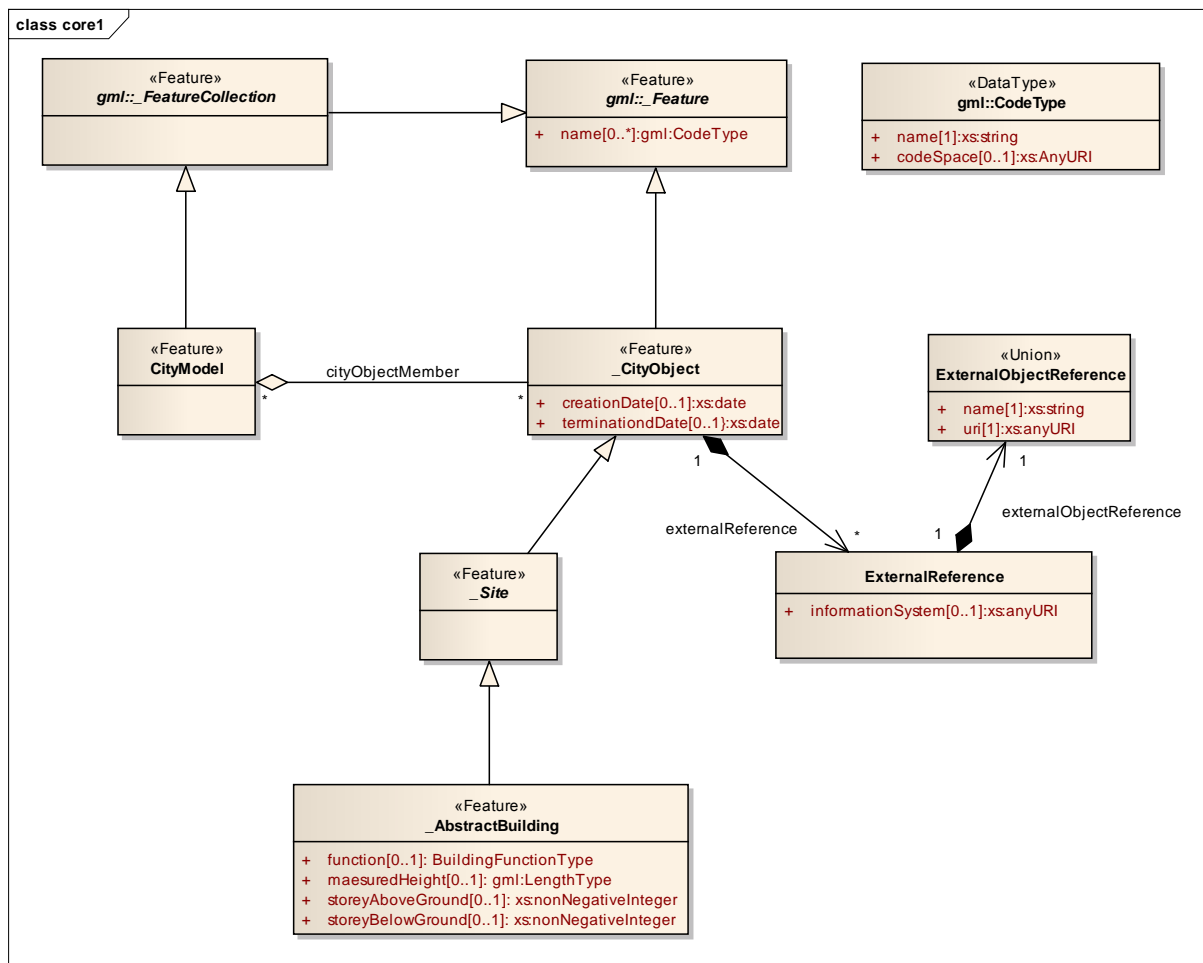 class core1
«Feature»
gml::_FeatureCollection
«Feature»
gml::_Feature
+ name[0..*]:gml:CodeType
«DataType»
gml::CodeType
+ name[1]:xs:string
+ codeSpace[0..1]:xs:AnyURI
«Feature»
CityModel
cityObjectMember
*
*
«Feature»
_CityObject
+ creationDate[0..1]:xs:date
+ terminationdDate[0..1}:xs:date
«Union»
ExternalObjectReference
+ name[1]:xs:string
+ uri[1]:xs:anyURI
1
1
externalObjectReference
externalReference
*
1
ExternalReference
+ informationSystem[0..1]:xs:anyURI
«Feature»
_Site
«Feature»
_AbstractBuilding
+ function[0..1]: BuildingFunctionType
+ maesuredHeight[0..1]: gml:LengthType
+ storeyAboveGround[0..1]: xs:nonNegativeInteger
+ storeyBelowGround[0..1]: xs:nonNegativeInteger